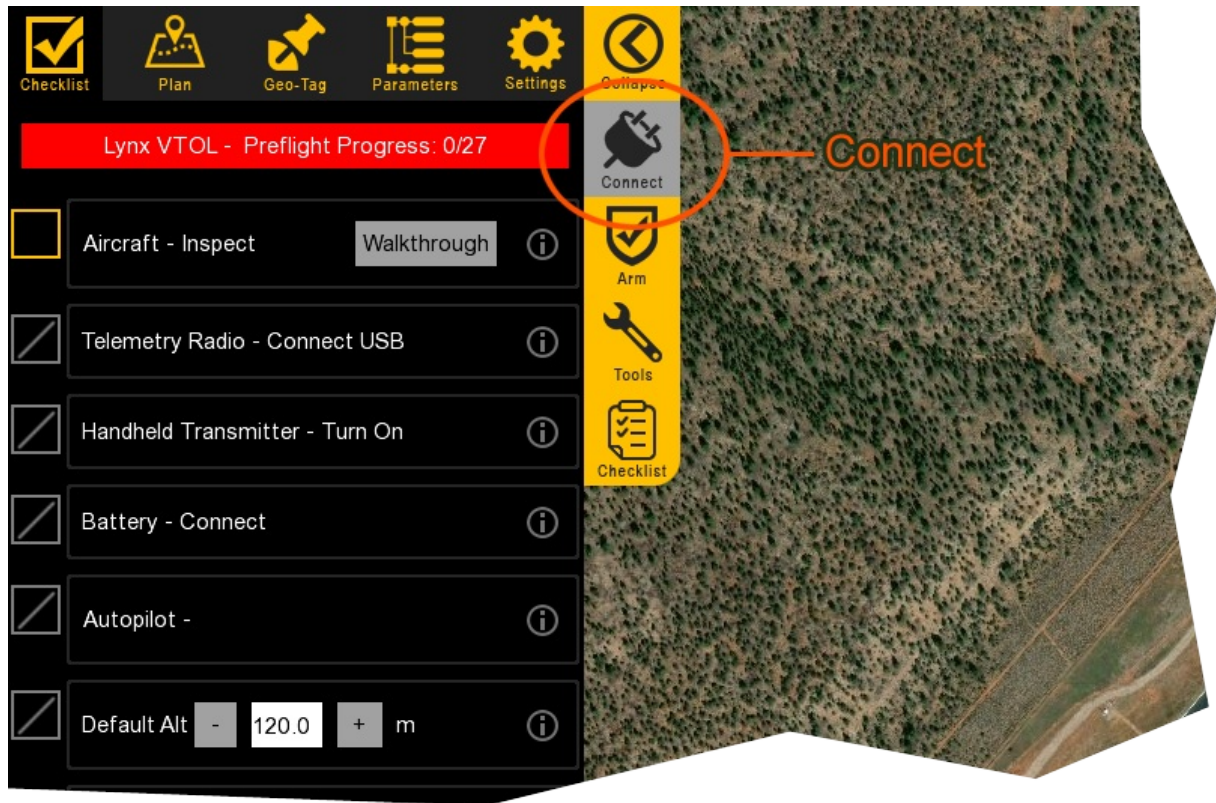 Checklist
Plan
Geo-Tag
Parameters
Settings
Collapse
Lynx VTOL - Preflight Progress: 0/27
Connect
Connect
Aircraft - Inspect
Walkthrough
Arm
Telemetry Radio - Connect USB
Tools
Handheld Transmitter - Turn On
Checklist
Battery - Connect
Autopilot -
Default Alt - 120.0 + m